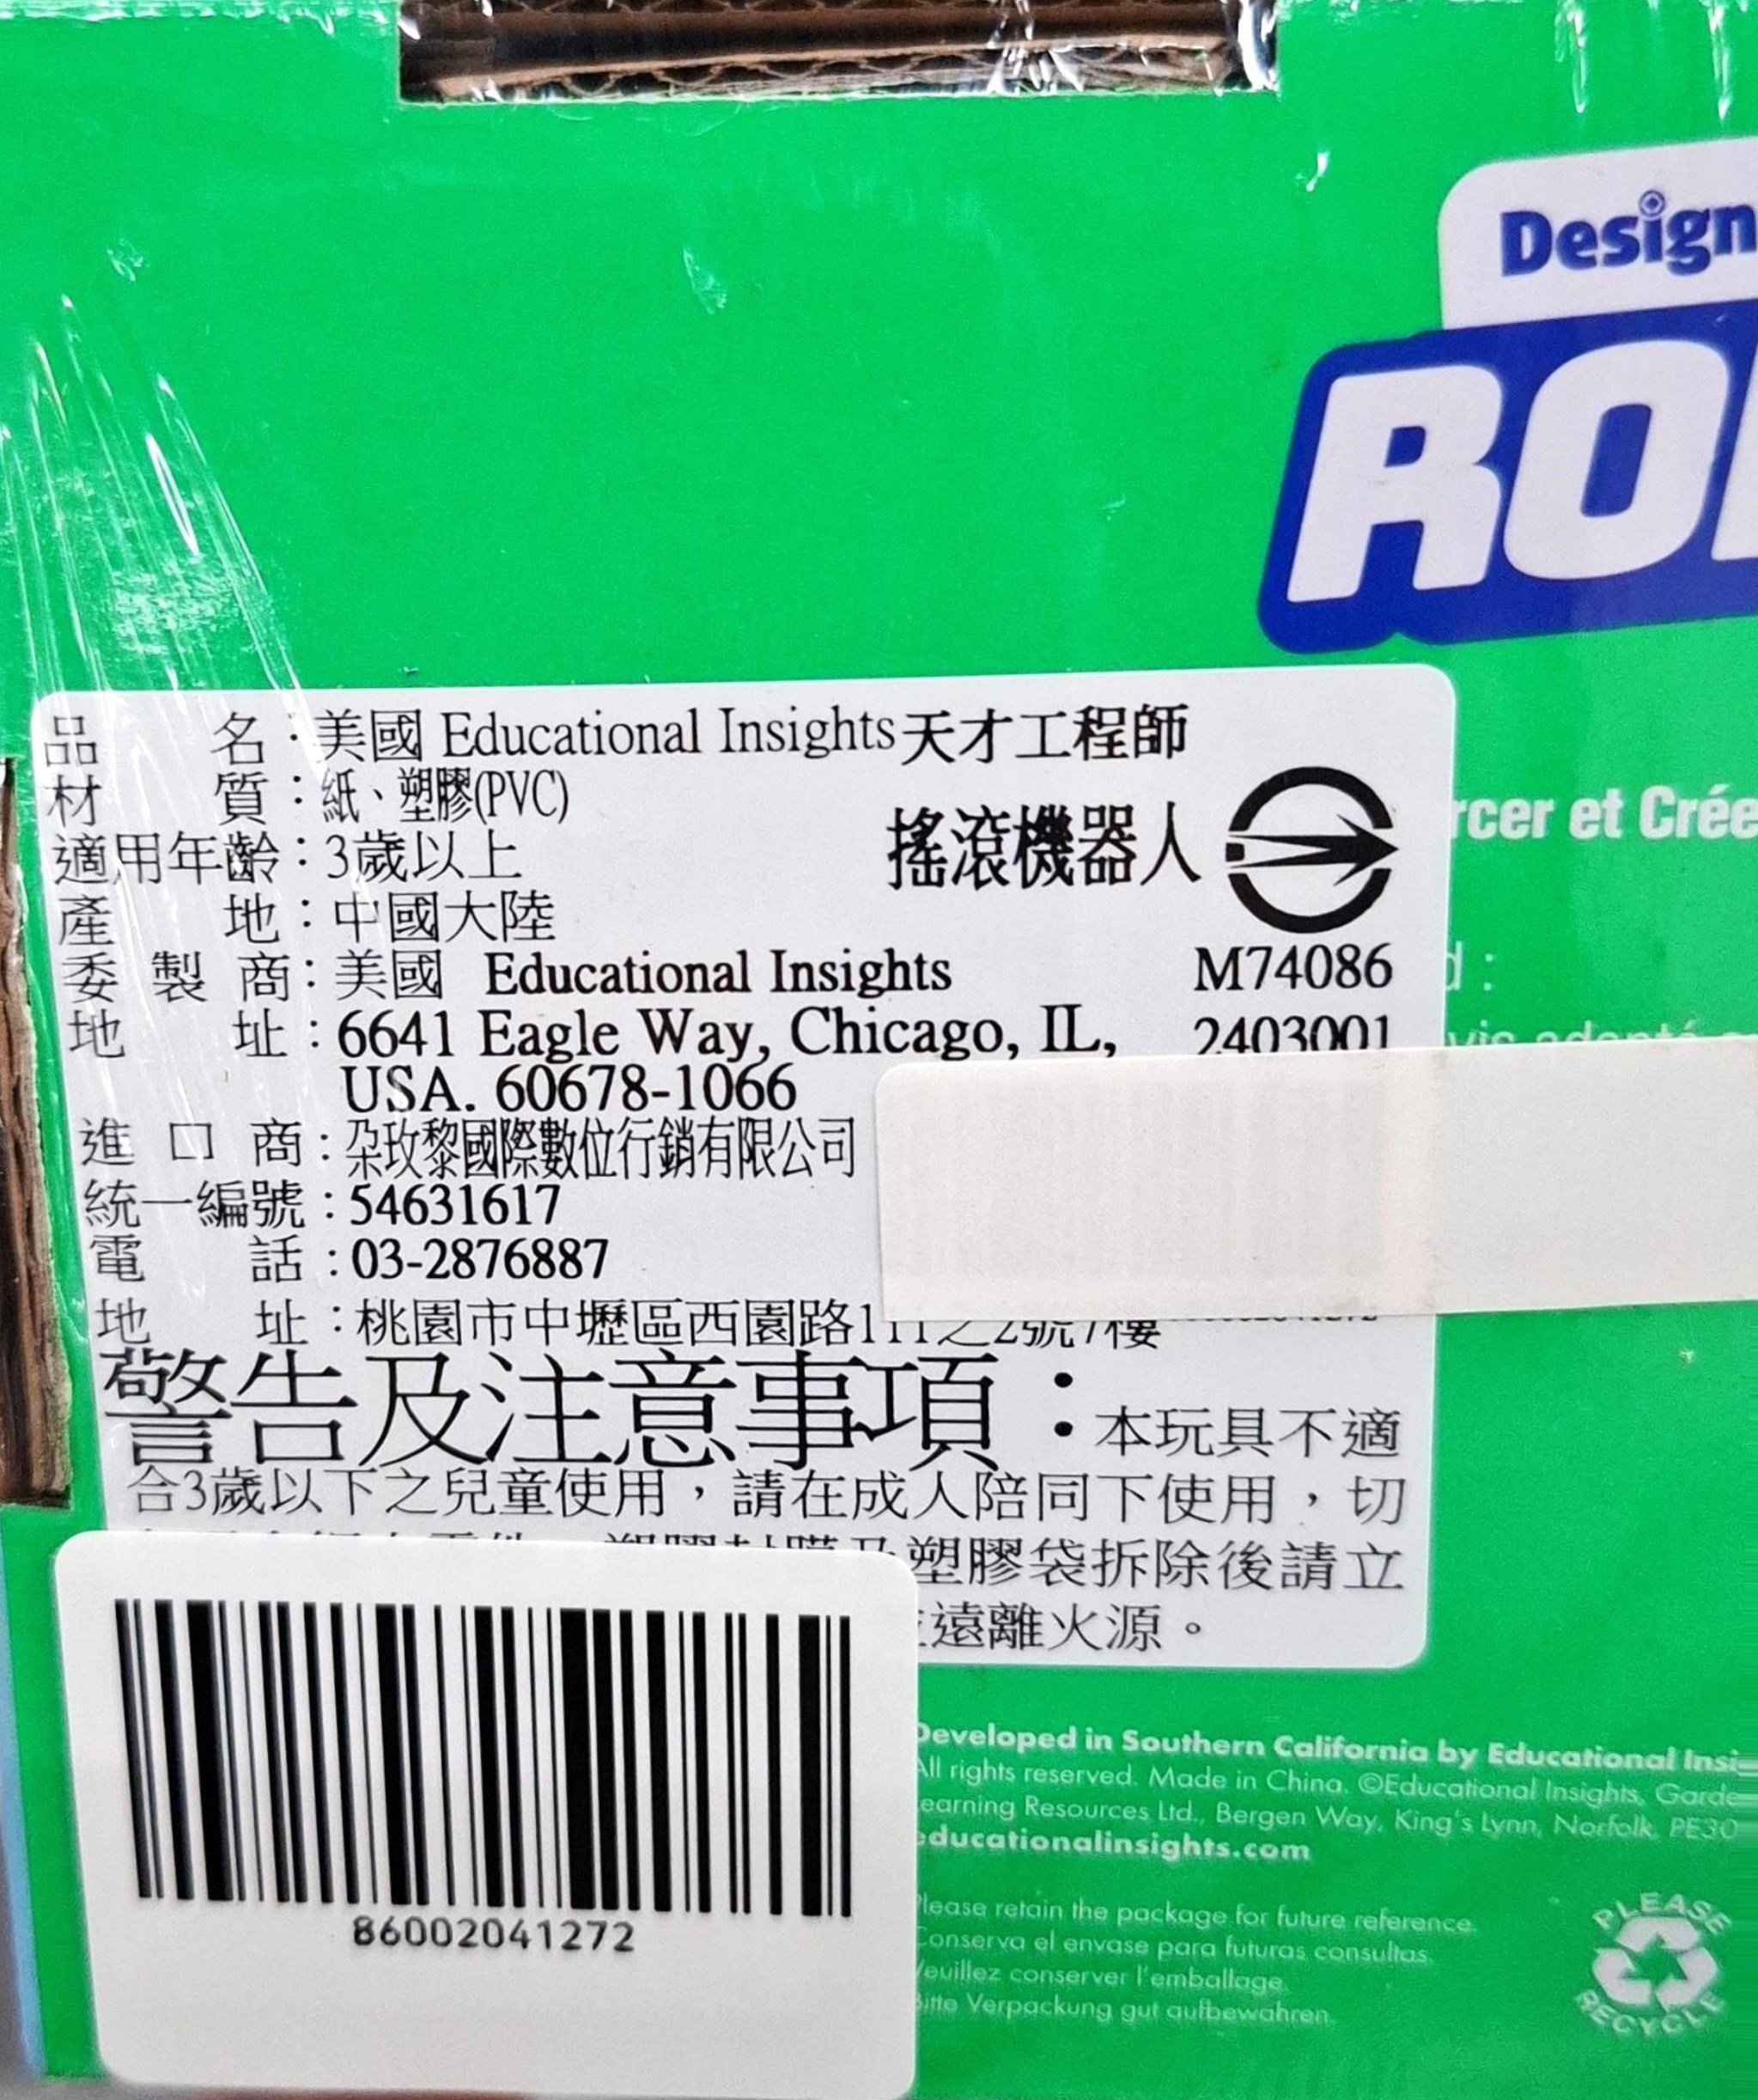 Design
RO
品 名：美國 Educational Insights天才工程師
材 質：紙、塑膠(PVC)
搖滾機器人
適用年齡：3歲以上
產 地：中國大陸
委 製 商：美國 Educational Insights
M74086
地 址：6641 Eagle Way, Chicago, IL,
2403001
USA. 60678-1066
進 口 商：朶玫黎國際數位行銷有限公司
統一編號：54631617
電 話：03-2876887
地 址：桃園市中壢區西園路111之2號7樓
警告及注意事項：本玩具不適
合3歲以下之兒童使用，請在成人陪同下使用，切
塑膠封膜及塑膠袋拆除後請立
遠離火源。
rcer et Crée
d :
86002041272
Developed in Southern California by Educational Insi
All rights reserved. Made in China. ©Educational Insights, Garde
earning Resources Ltd., Bergen Way, King's Lynn, Norfolk, PE30
educationalinsights.com
Please retain the package for future reference.
Conserva el envase para futuras consultas.
Veuillez conserver l'emballage.
Bitte Verpackung gut aufbewahren.
PLEASE
RECYCLE